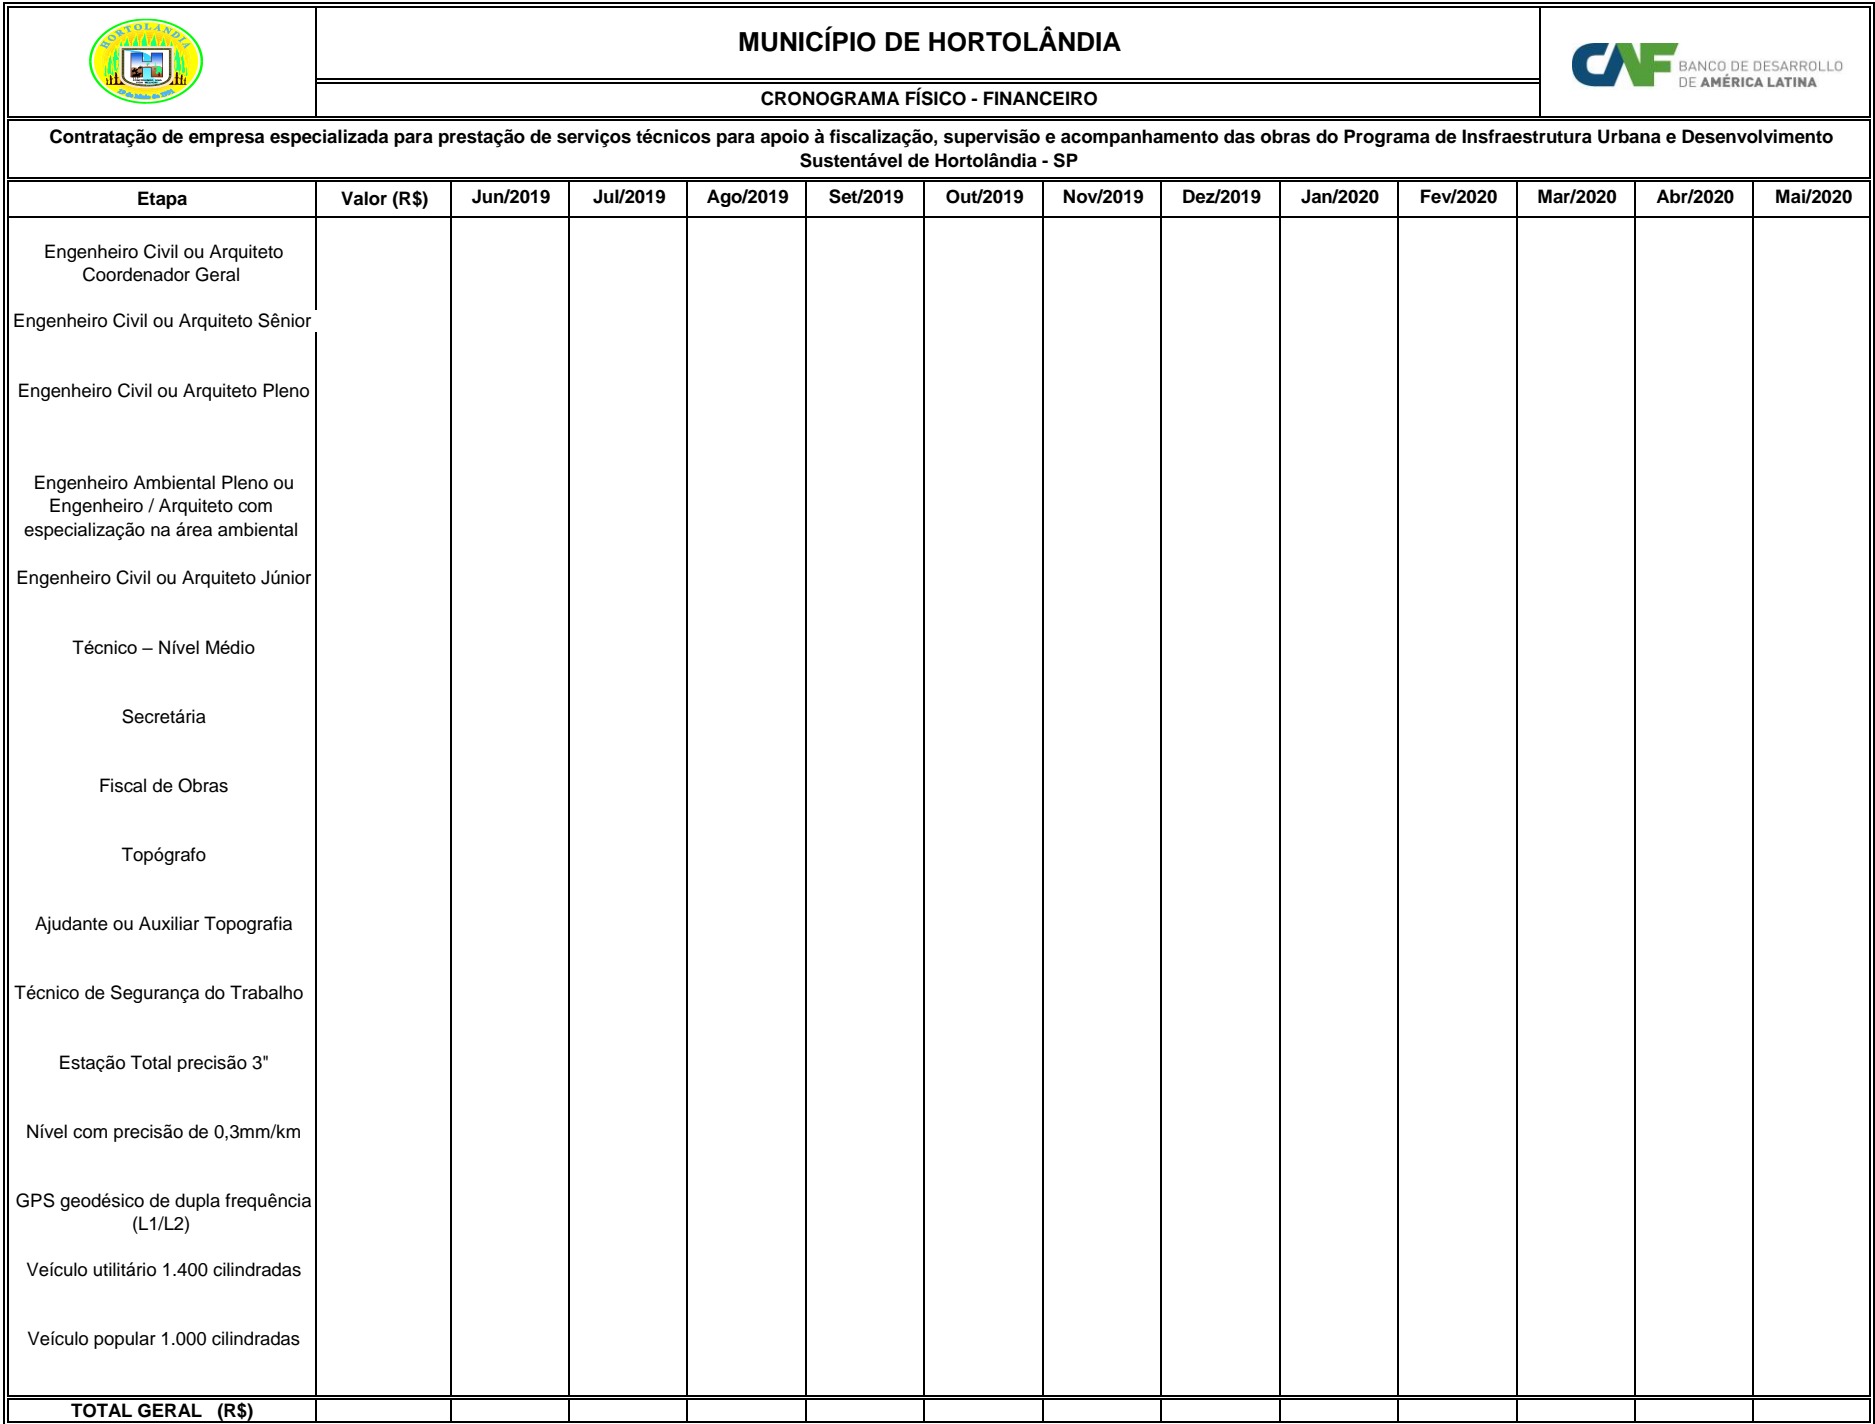 HORTOLÂNDIA
19 de Maio de 1991
MUNICÍPIO DE HORTOLÂNDIA
CRONOGRAMA FÍSICO - FINANCEIRO
CAF BANCO DE DESARROLLO
DE AMÉRICA LATINA
Contratação de empresa especializada para prestação de serviços técnicos para apoio à fiscalização, supervisão e acompanhamento das obras do Programa de Insfraestrutura Urbana e Desenvolvimento
Sustentável de Hortolândia - SP
Etapa Valor (R$) Jun/2019 Jul/2019 Ago/2019 Set/2019 Out/2019 Nov/2019 Dez/2019 Jan/2020 Fev/2020 Mar/2020 Abr/2020 Mai/2020
Engenheiro Civil ou Arquiteto
Coordenador Geral
Engenheiro Civil ou Arquiteto Sênior
Engenheiro Civil ou Arquiteto Pleno
Engenheiro Ambiental Pleno ou
Engenheiro / Arquiteto com
especialização na área ambiental
Engenheiro Civil ou Arquiteto Júnior
Técnico – Nível Médio
Secretária
Fiscal de Obras
Topógrafo
Ajudante ou Auxiliar Topografia
Técnico de Segurança do Trabalho
Estação Total precisão 3"
Nível com precisão de 0,3mm/km
GPS geodésico de dupla frequência
(L1/L2)
Veículo utilitário 1.400 cilindradas
Veículo popular 1.000 cilindradas
TOTAL GERAL (R$)